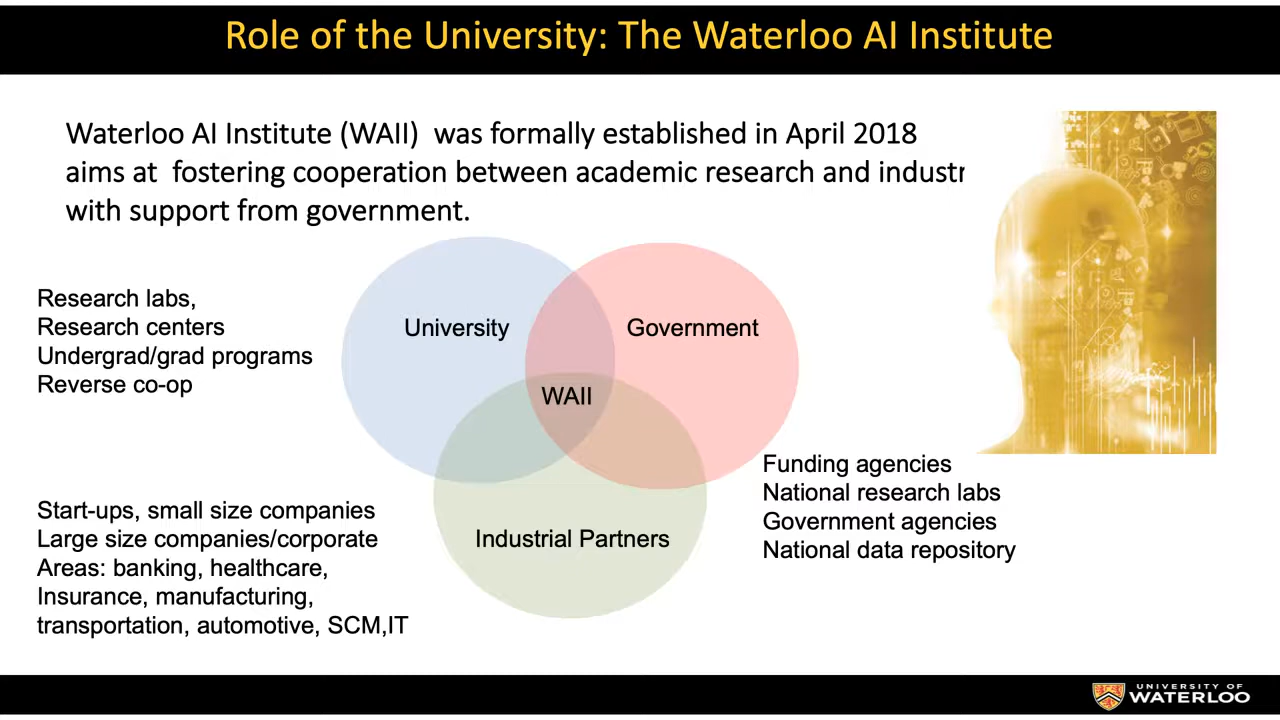 Role of the University: The Waterloo AI Institute
Waterloo AI Institute (WAII) was formally established in April 2018
aims at fostering cooperation between academic research and industr
with support from government.
Research labs,
Research centers
Undergrad/grad programs
Reverse co-op
University
Government
WAII
Industrial Partners
Start-ups, small size companies
Large size companies/corporate
Areas: banking, healthcare,
Insurance, manufacturing,
transportation, automotive, SCM,IT
Funding agencies
National research labs
Government agencies
National data repository
UNIVERSITY OF
WATERLOO